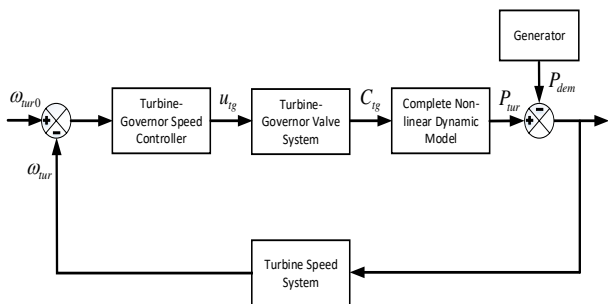 Generator
P_dem
ω_tur0
+
-
Turbine-
Governor Speed
Controller
u_tg
Turbine-
Governor Valve
System
C_tg
Complete Non-
linear Dynamic
Model
P_tur
+
-
ω_tur
Turbine Speed
System